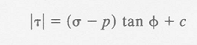 |τ| = (σ − p) tan ϕ + c